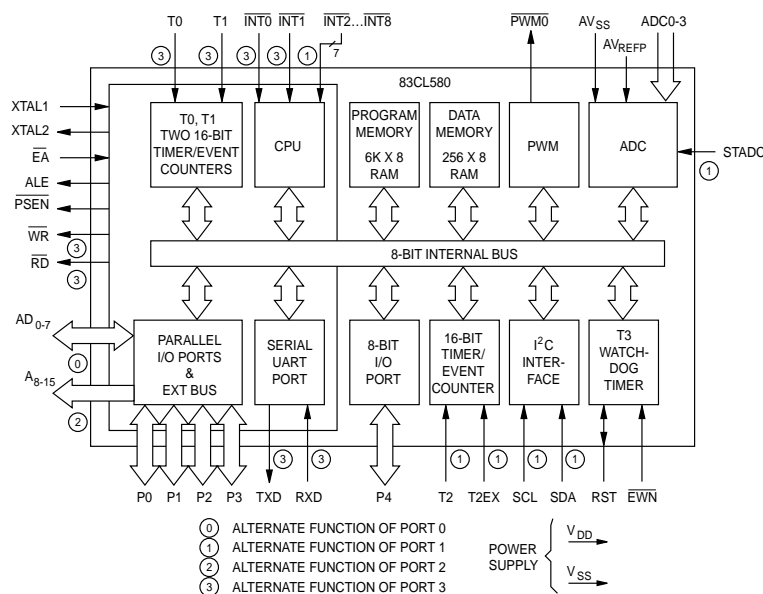 T0 T1 INT0 INT1 INT2...INT8 PWM0 AVSS ADC0-3
AVREFP
3 3 3 3 1 7
83CL580
XTAL1
XTAL2
EA
ALE
PSEN
WR
3
RD
3
T0, T1
TWO 16-BIT
TIMER/EVENT
COUNTERS
CPU
PROGRAM
MEMORY
6K X 8
RAM
DATA
MEMORY
256 X 8
RAM
PWM
ADC
STADC
1
8-BIT INTERNAL BUS
AD0-7
0
A8-15
2
PARALLEL
I/O PORTS
&
EXT BUS
SERIAL
UART
PORT
8-BIT
I/O
PORT
16-BIT
TIMER/
EVENT
COUNTER
I2C
INTER-
FACE
T3
WATCH-
DOG
TIMER
3 3 1 1 1 1
P0 P1 P2 P3 TXD RXD P4 T2 T2EX SCL SDA RST EWN
0 ALTERNATE FUNCTION OF PORT 0
1 ALTERNATE FUNCTION OF PORT 1
2 ALTERNATE FUNCTION OF PORT 2
3 ALTERNATE FUNCTION OF PORT 3
POWER
SUPPLY
VDD
VSS